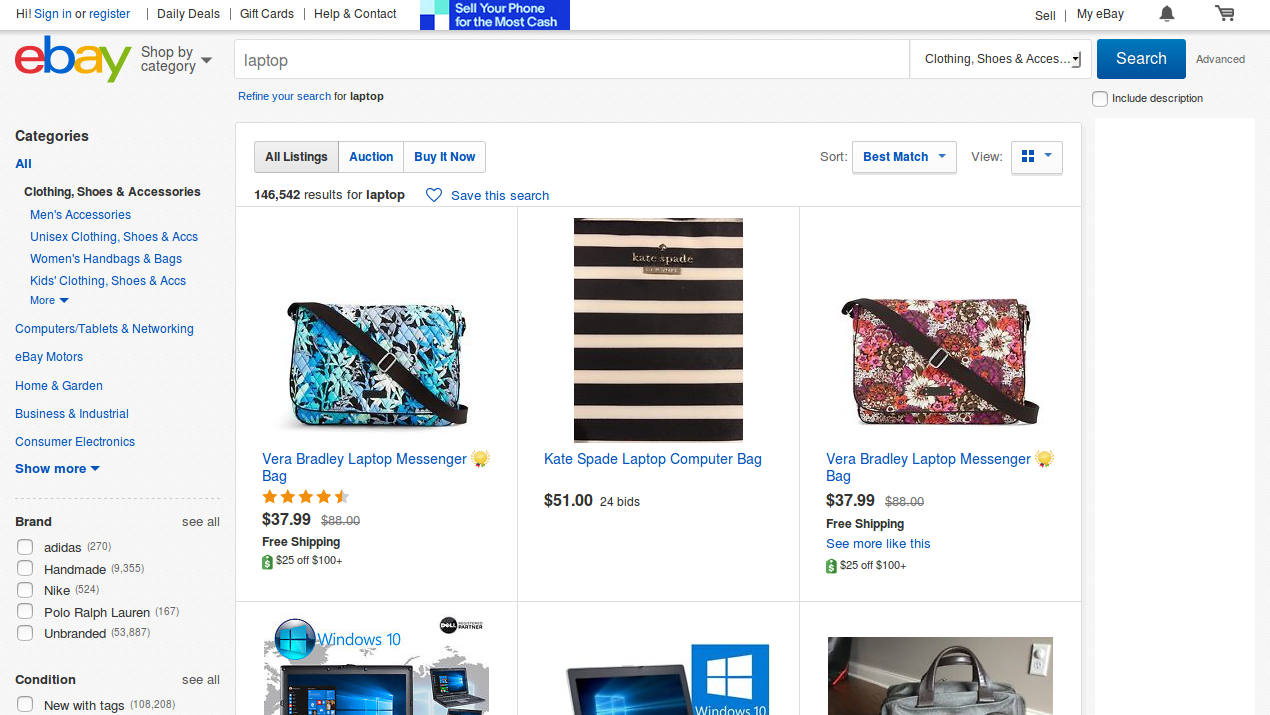 Hi! Sign in or register | Daily Deals | Gift Cards | Help & Contact
Sell Your Phone
for the Most Cash
Sell | My eBay
ebay
Shop by
category
laptop
Clothing, Shoes & Acces...
Search
Advanced
Refine your search for laptop
Include description
Categories
All
Clothing, Shoes & Accessories
Men's Accessories
Unisex Clothing, Shoes & Accs
Women's Handbags & Bags
Kids' Clothing, Shoes & Accs
More
Computers/Tablets & Networking
eBay Motors
Home & Garden
Business & Industrial
Consumer Electronics
Show more
Brand see all
adidas (270)
Handmade (9,355)
Nike (524)
Polo Ralph Lauren (167)
Unbranded (53,887)
Condition see all
New with tags (108,208)
All Listings Auction Buy It Now
Sort: Best Match View:
146,542 results for laptop Save this search
kate spade
Vera Bradley Laptop Messenger
Bag
$37.99 $88.00
Free Shipping
$25 off $100+
Kate Spade Laptop Computer Bag
$51.00 24 bids
Vera Bradley Laptop Messenger
Bag
$37.99 $88.00
Free Shipping
See more like this
$25 off $100+
Windows 10
DELL REGISTERED
PARTNER
Windows 10